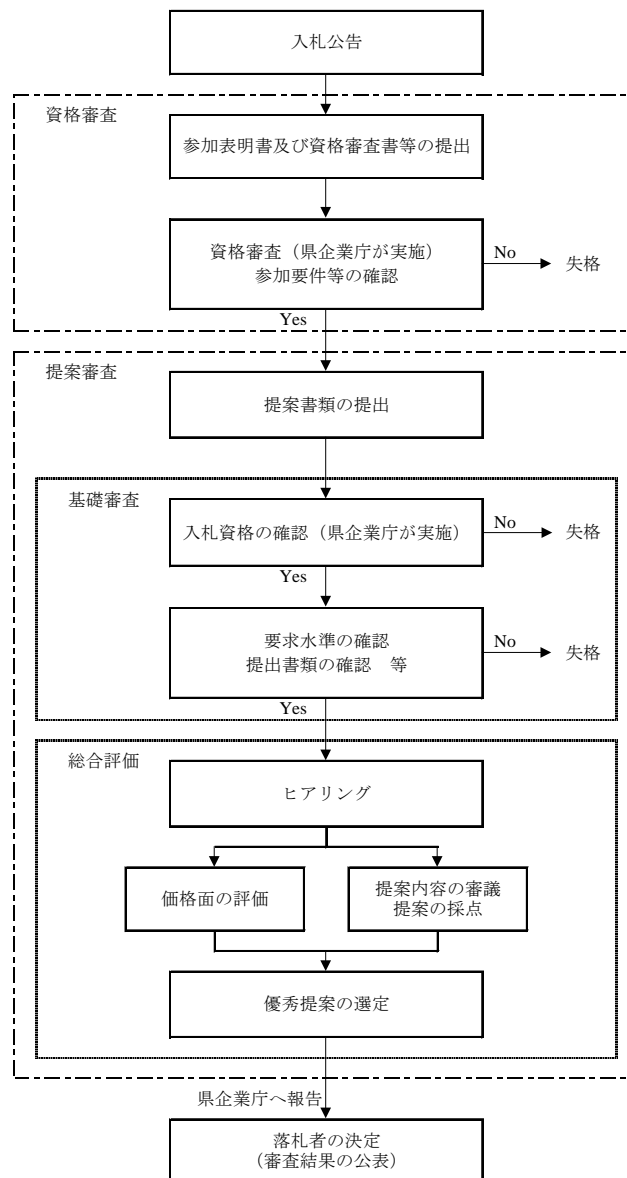 入札公告
資格審査
参加表明書及び資格審査書等の提出
資格審査（県企業庁が実施）
参加要件等の確認
No
失格
Yes
提案審査
提案書類の提出
基礎審査
入札資格の確認（県企業庁が実施）
No
失格
Yes
要求水準の確認
提出書類の確認　等
No
失格
Yes
総合評価
ヒアリング
価格面の評価
提案内容の審議
提案の採点
優秀提案の選定
県企業庁へ報告
落札者の決定
（審査結果の公表）